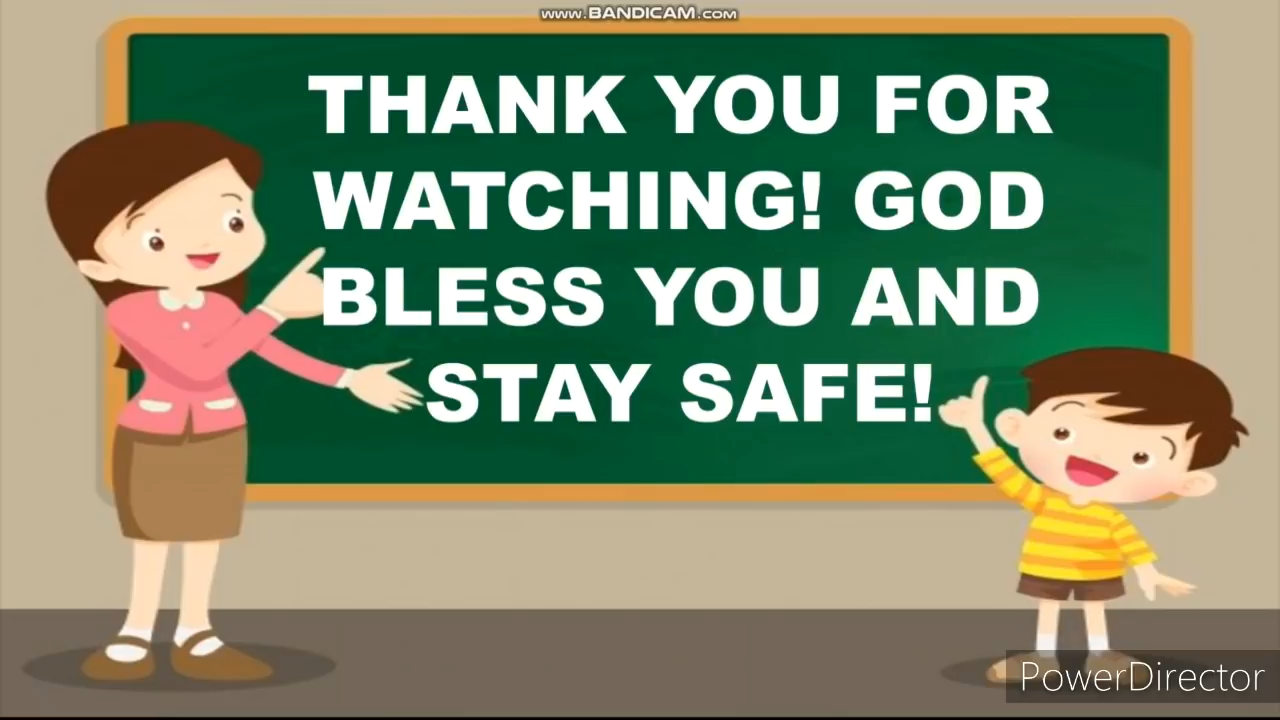 www.BANDICAM.com
THANK YOU FOR
WATCHING! GOD
BLESS YOU AND
STAY SAFE!
PowerDirector